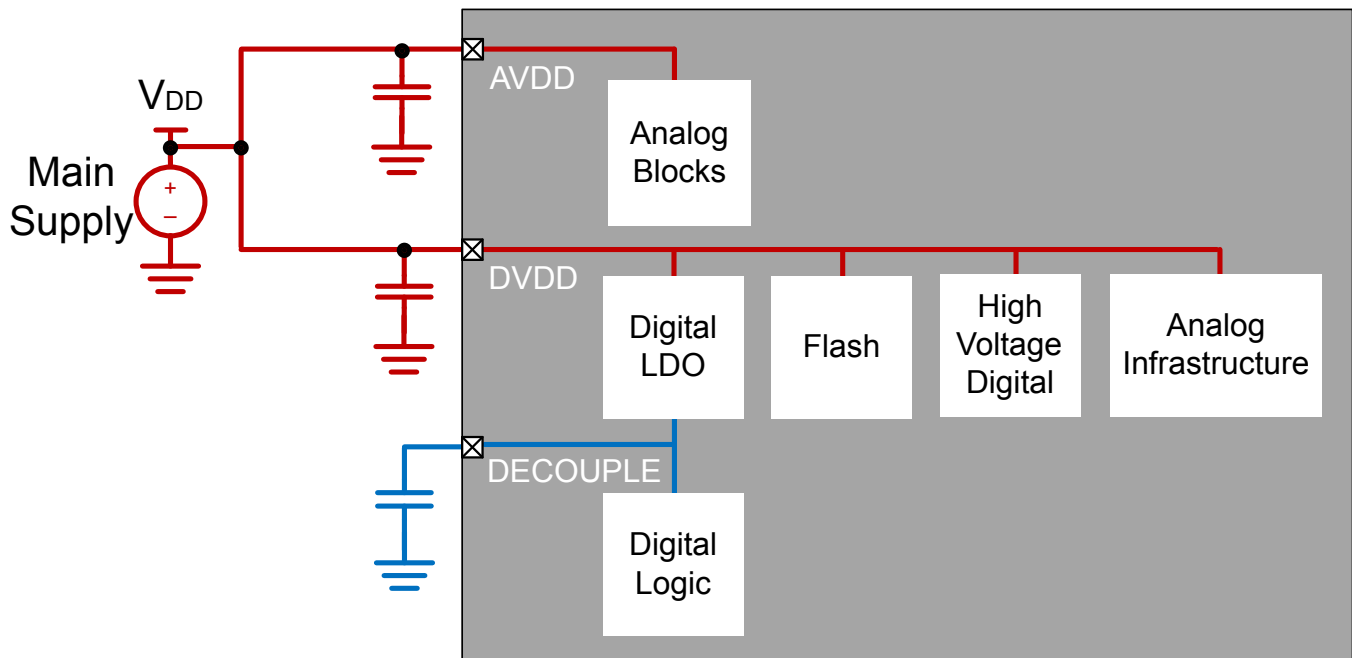 AVDD
VDD
Analog
Blocks
Main
Supply
+
–
DVDD
Digital
LDO
Flash
High
Voltage
Digital
Analog
Infrastructure
DECOUPLE
Digital
Logic